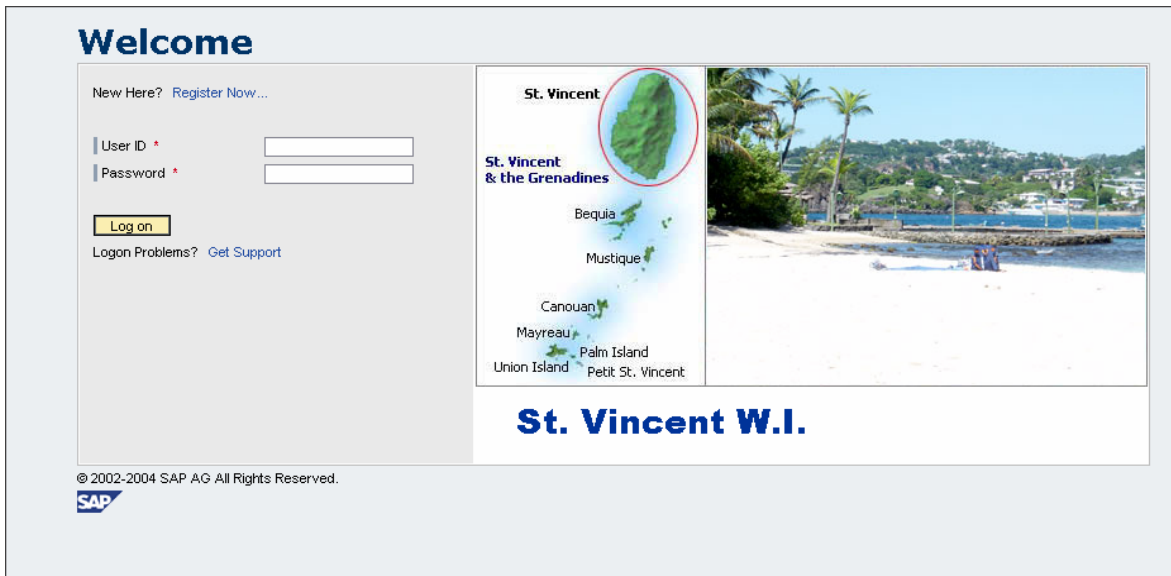 Welcome
New Here? Register Now...
User ID *
Password *
Log on
Logon Problems? Get Support
St. Vincent
St. Vincent
& the Grenadines
Bequia
Mustique
Canouan
Mayreau
Palm Island
Union Island
Petit St. Vincent
St. Vincent W.I.
© 2002-2004 SAP AG All Rights Reserved.
SAP